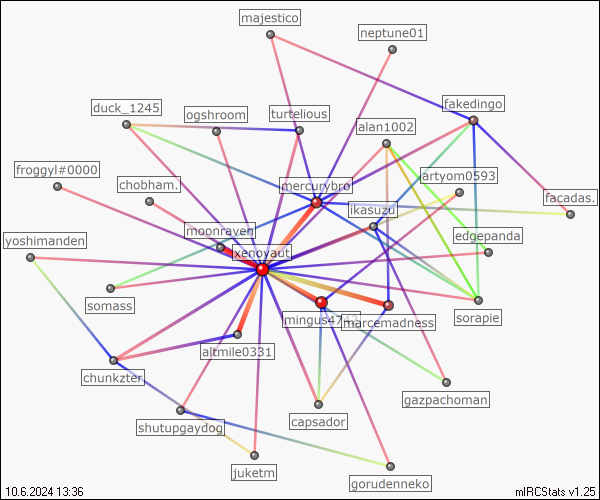 majestico
neptune01
fakedingo
duck_1245
ogshroom
turtelious
alan1002
froggyl#0000
chobham.
mercurybro
artyom0593
facadas.
ikasuzu
moonraven
yoshimanden
xenoyaut
edgepanda
somass
sorapie
marcemadness
altmile0331
chunkzter
gazpachoman
capsador
shutupgaydog
juketm
gorudenneko
10.6.2024 13:36
mIRCStats v1.25